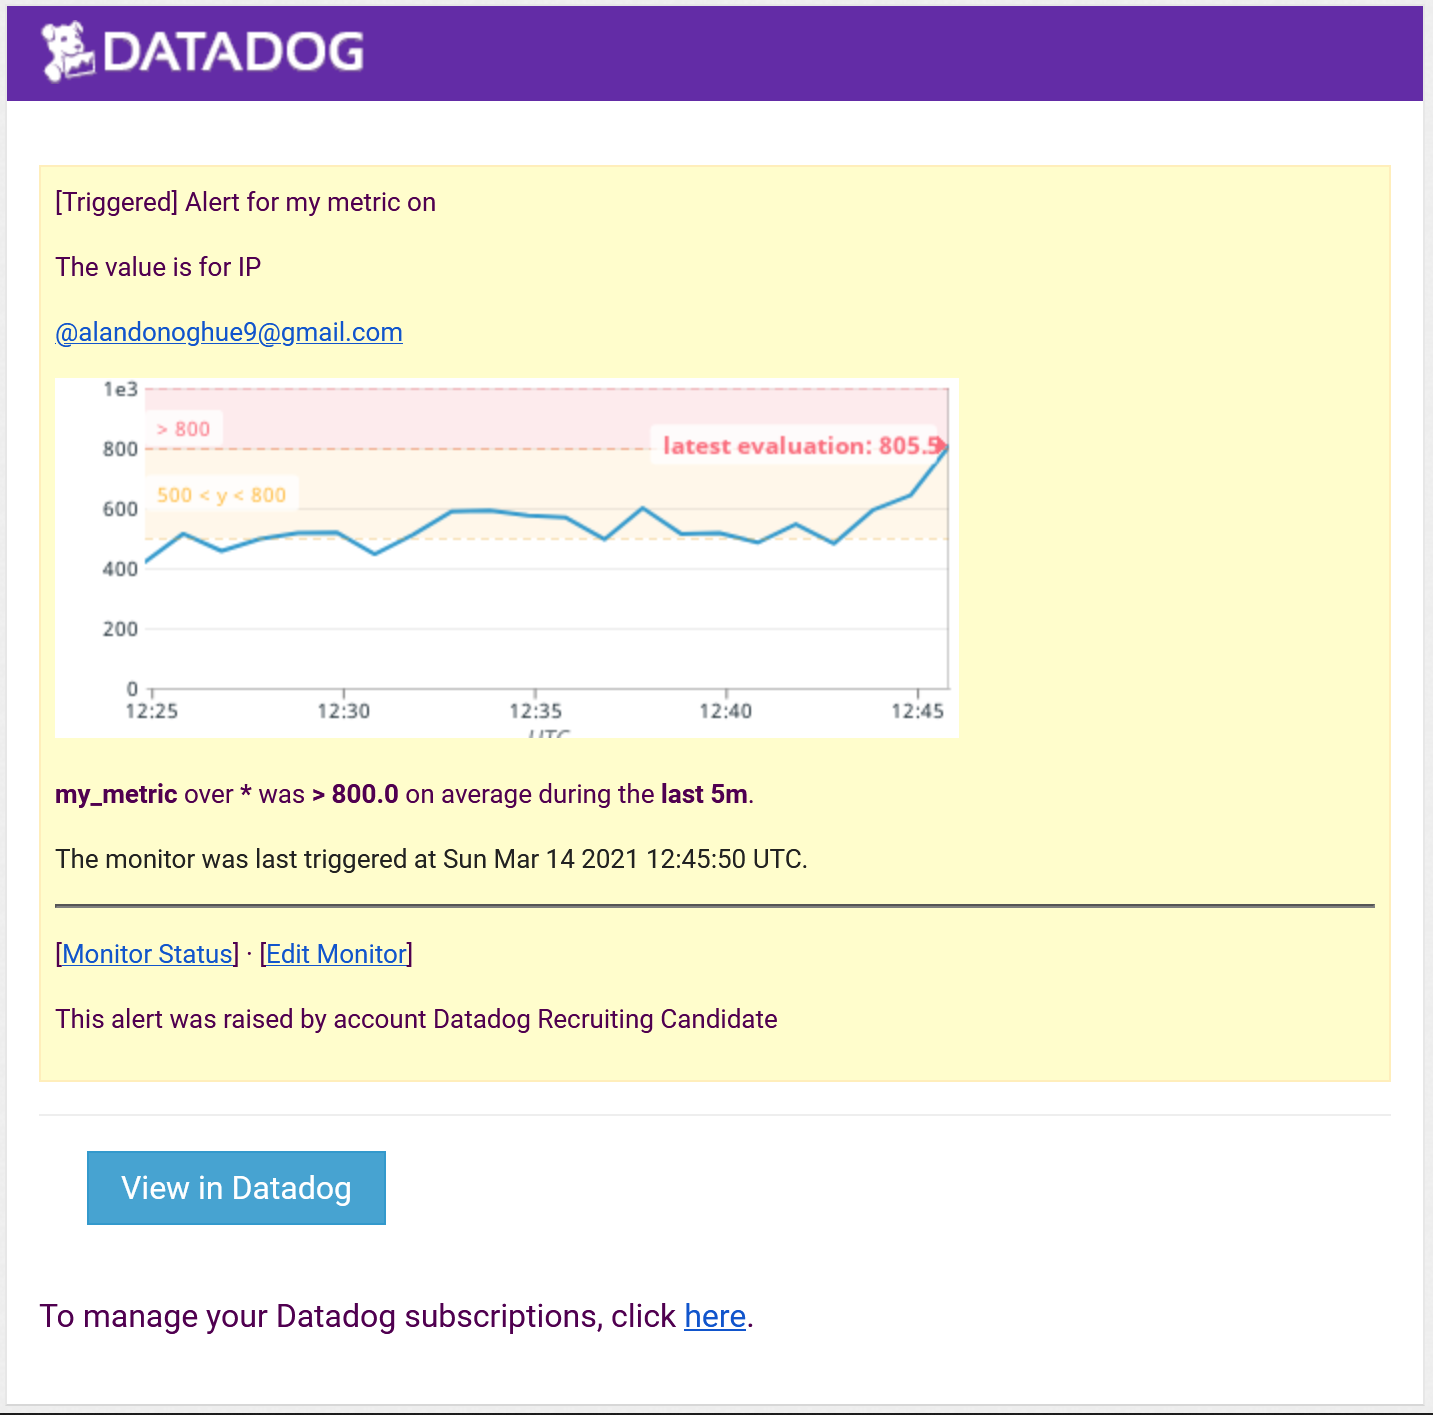 DATADOG
[Triggered] Alert for my metric on
The value is for IP
@alandonoghue9@gmail.com
1e3
> 800
800
latest evaluation: 805.5
500 < y < 800
600
400
200
0
12:25 12:30 12:35 12:40 12:45
UTC
my_metric over * was > 800.0 on average during the last 5m.
The monitor was last triggered at Sun Mar 14 2021 12:45:50 UTC.
[Monitor Status] · [Edit Monitor]
This alert was raised by account Datadog Recruiting Candidate
View in Datadog
To manage your Datadog subscriptions, click here.